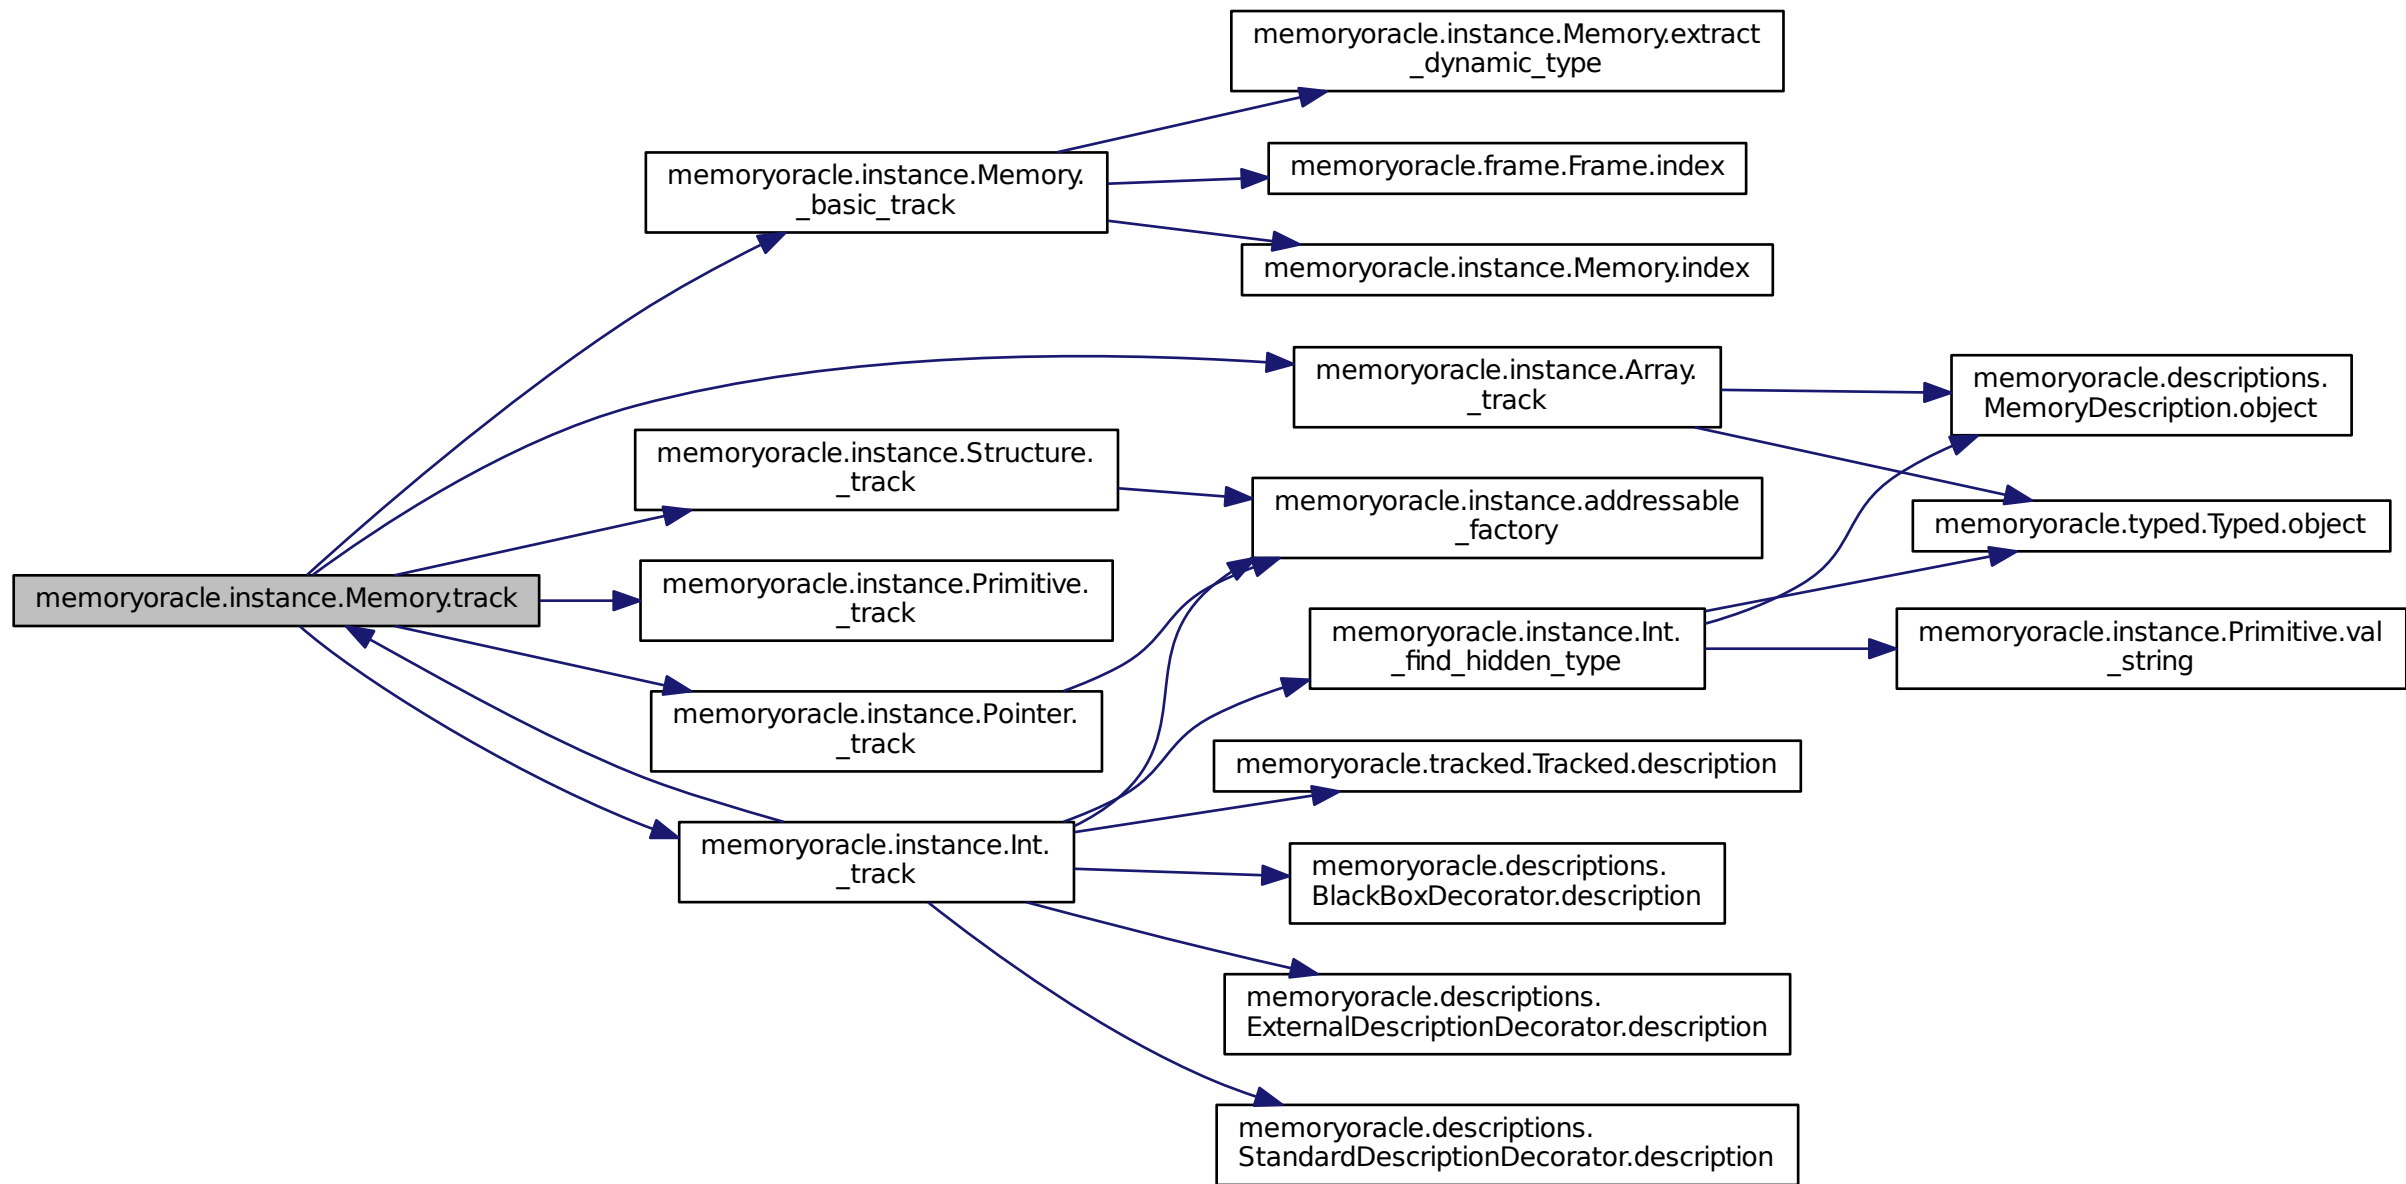 memoryoracle.instance.Memory.extract
_dynamic_type
memoryoracle.instance.Memory.
_basic_track
memoryoracle.frame.Frame.index
memoryoracle.instance.Memory.index
memoryoracle.instance.Array.
_track
memoryoracle.descriptions.
MemoryDescription.object
memoryoracle.instance.Structure.
_track
memoryoracle.instance.addressable
_factory
memoryoracle.typed.Typed.object
memoryoracle.instance.Memory.track
memoryoracle.instance.Primitive.
_track
memoryoracle.instance.Int.
_find_hidden_type
memoryoracle.instance.Primitive.val
_string
memoryoracle.instance.Pointer.
_track
memoryoracle.tracked.Tracked.description
memoryoracle.instance.Int.
_track
memoryoracle.descriptions.
BlackBoxDecorator.description
memoryoracle.descriptions.
ExternalDescriptionDecorator.description
memoryoracle.descriptions.
StandardDescriptionDecorator.description